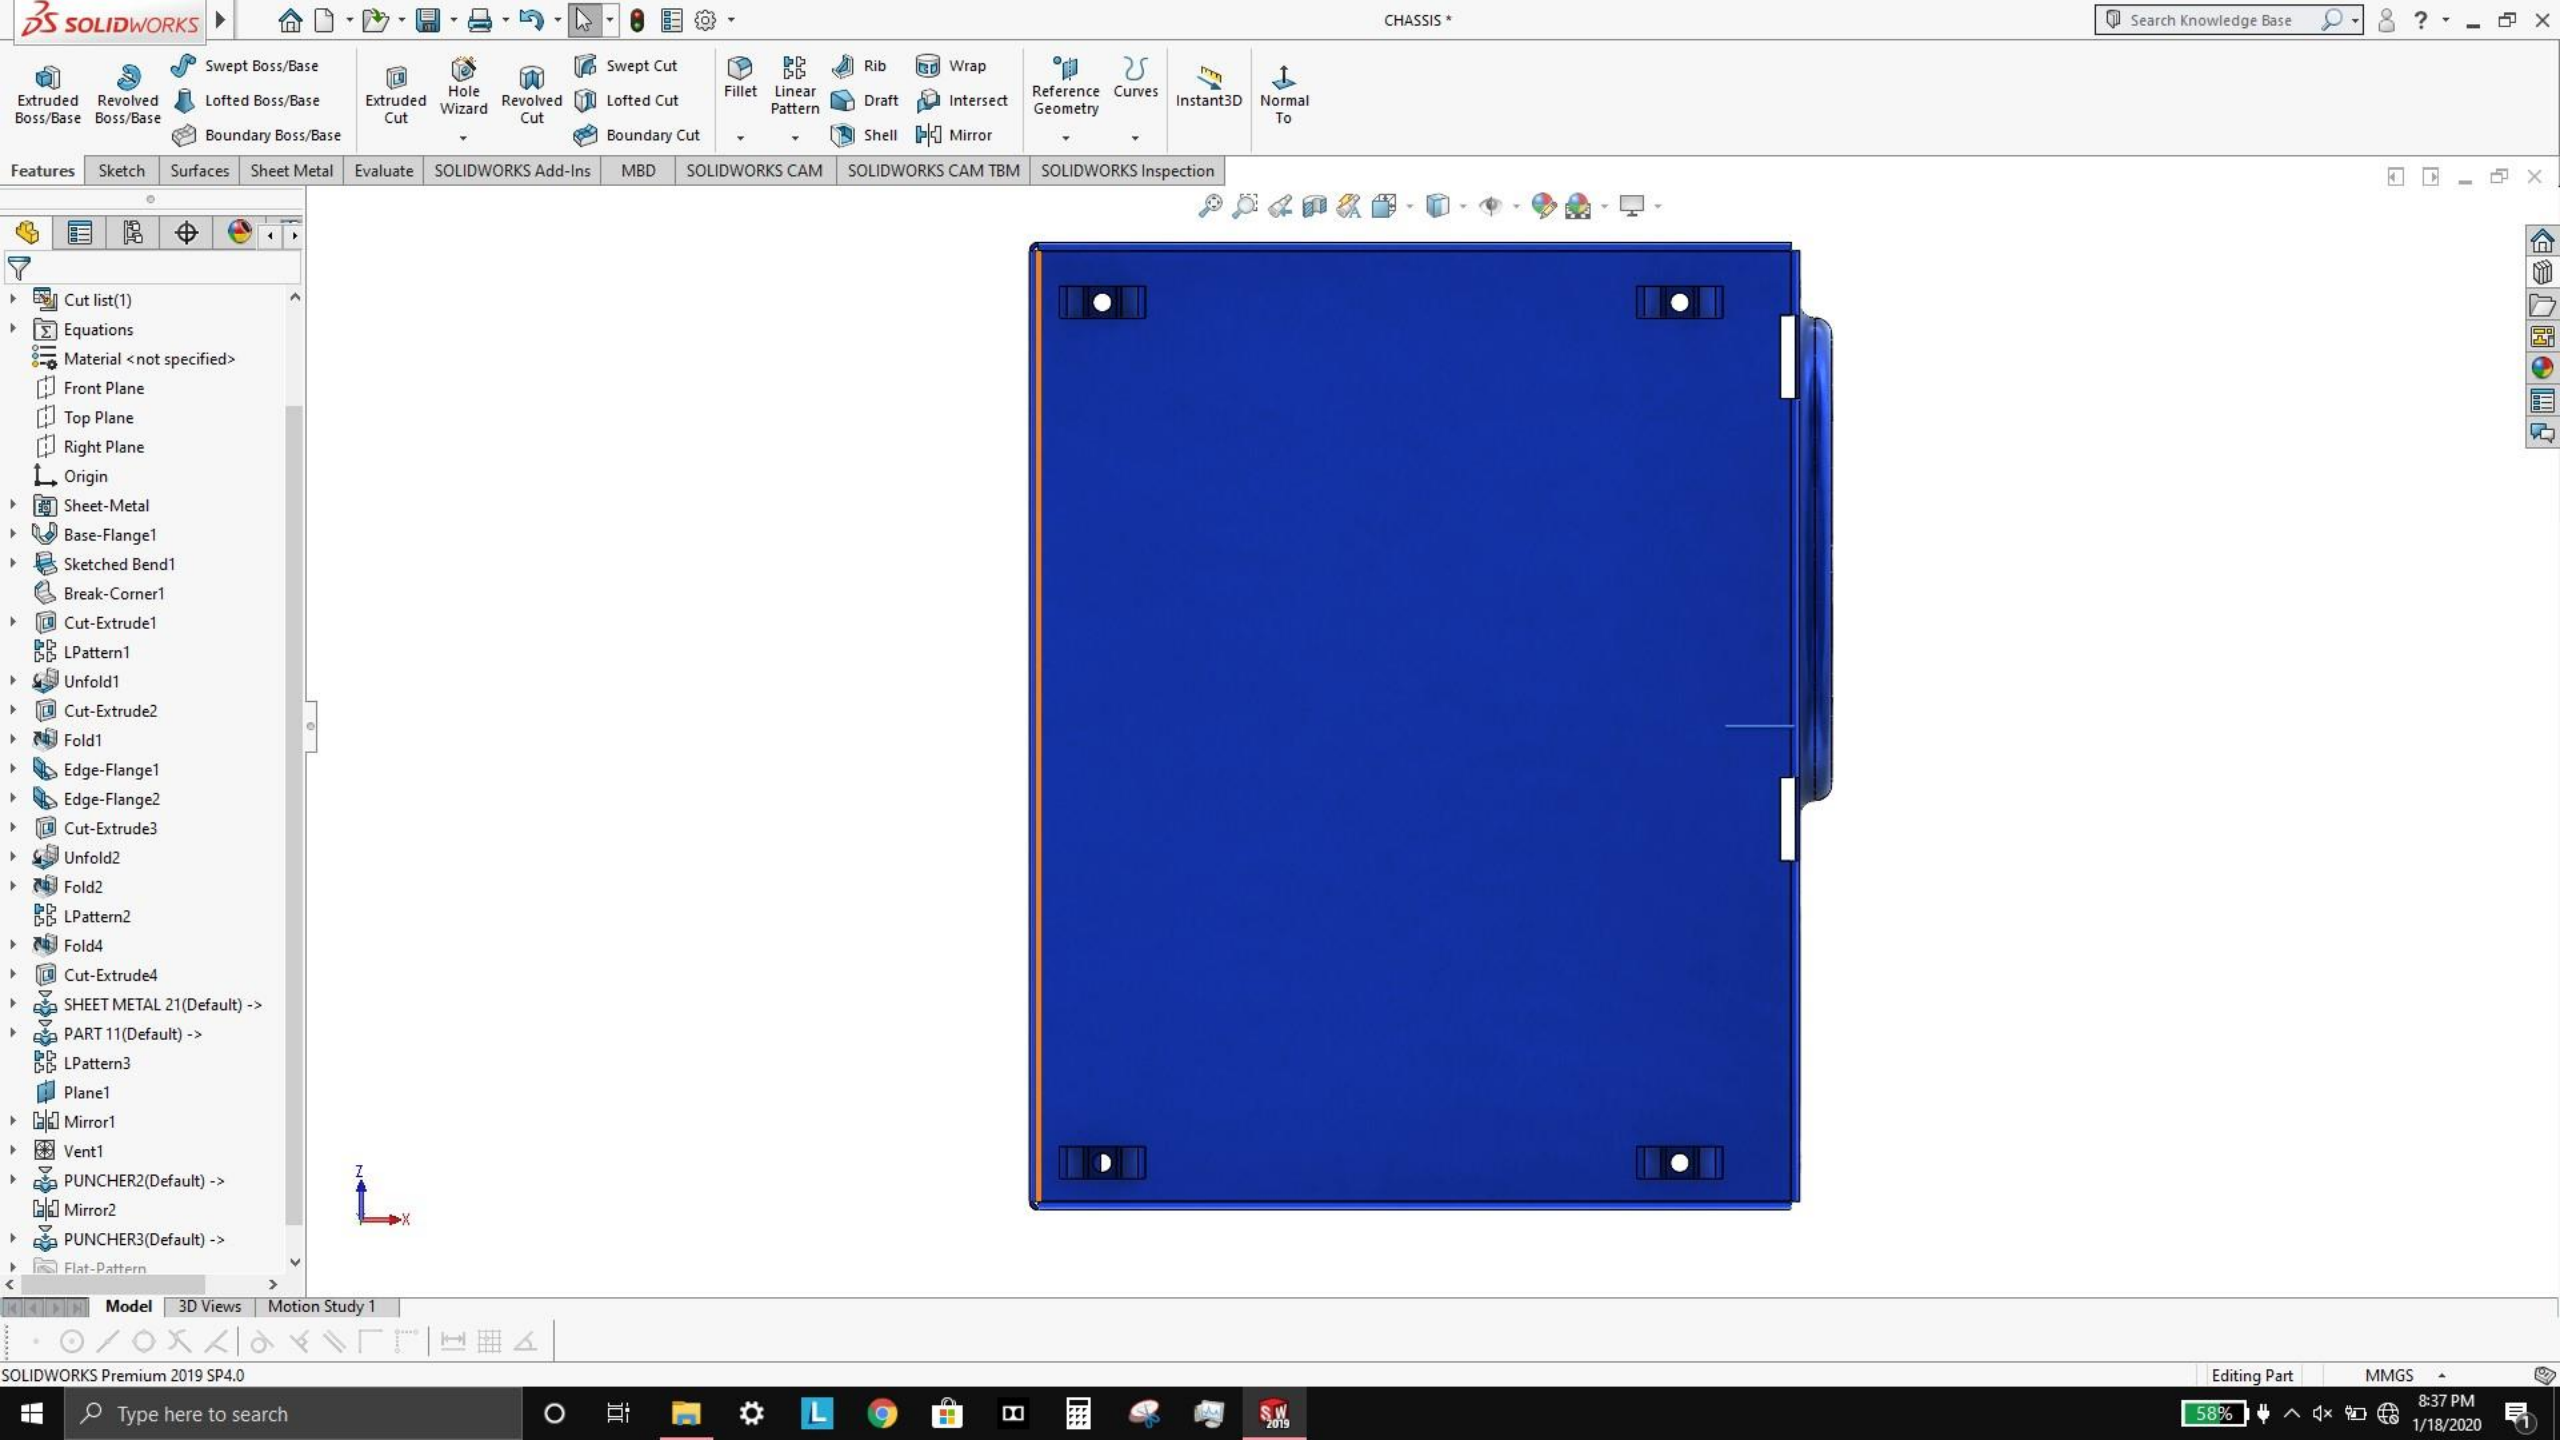 SOLIDWORKS
CHASSIS *
Search Knowledge Base
?
Extruded Boss/Base
Revolved Boss/Base
Swept Boss/Base
Lofted Boss/Base
Boundary Boss/Base
Extruded Cut
Hole Wizard
Revolved Cut
Swept Cut
Lofted Cut
Boundary Cut
Fillet
Linear Pattern
Rib
Draft
Shell
Wrap
Intersect
Mirror
Reference Geometry
Curves
Instant3D
Normal To
Features
Sketch
Surfaces
Sheet Metal
Evaluate
SOLIDWORKS Add-Ins
MBD
SOLIDWORKS CAM
SOLIDWORKS CAM TBM
SOLIDWORKS Inspection
Cut list(1)
Equations
Material <not specified>
Front Plane
Top Plane
Right Plane
Origin
Sheet-Metal
Base-Flange1
Sketched Bend1
Break-Corner1
Cut-Extrude1
LPattern1
Unfold1
Cut-Extrude2
Fold1
Edge-Flange1
Edge-Flange2
Cut-Extrude3
Unfold2
Fold2
LPattern2
Fold4
Cut-Extrude4
SHEET METAL 21(Default) ->
PART 11(Default) ->
LPattern3
Plane1
Mirror1
Vent1
PUNCHER2(Default) ->
Mirror2
PUNCHER3(Default) ->
Flat-Pattern
Z
X
Model
3D Views
Motion Study 1
SOLIDWORKS Premium 2019 SP4.0
Editing Part
MMGS
Type here to search
L
SW
2019
58%
8:37 PM
1/18/2020
1